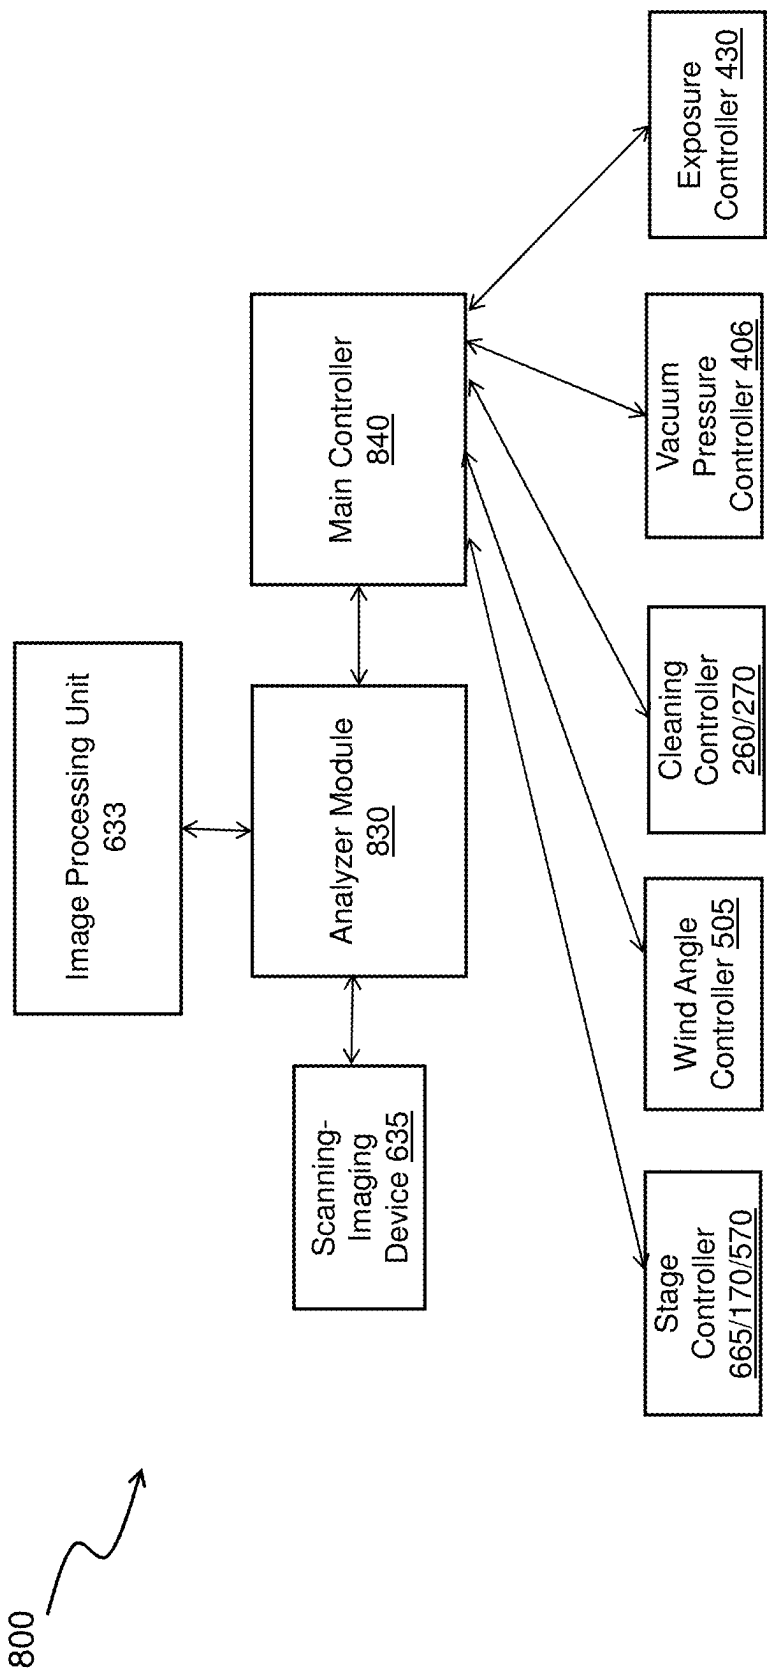 800
Image Processing Unit
633
Scanning-
Imaging
Device 635
Analyzer Module
830
Main Controller
840
Stage
Controller
665/170/570
Wind Angle
Controller 505
Cleaning
Controller
260/270
Vacuum
Pressure
Controller 406
Exposure
Controller 430